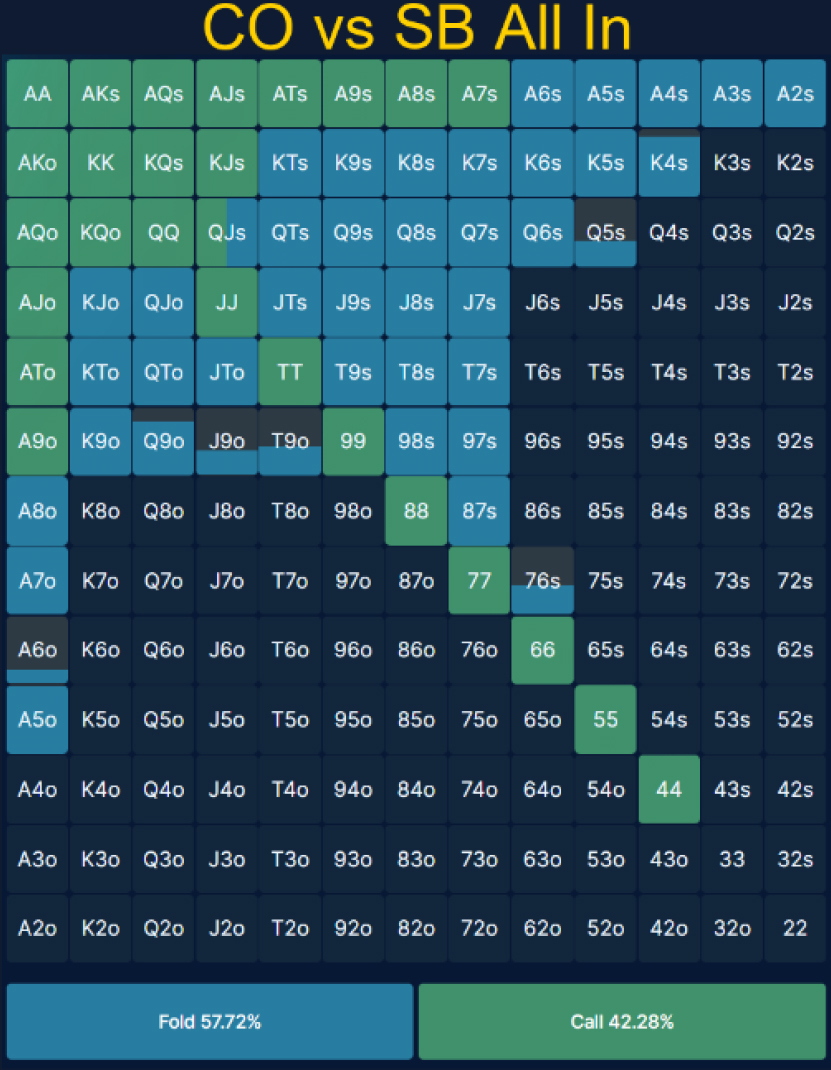 CO vs SB All In
AA AKs AQs AJs ATs A9s A8s A7s A6s A5s A4s A3s A2s
AKo KK KQs KJs KTs K9s K8s K7s K6s K5s K4s K3s K2s
AQo KQo QQ QJs QTs Q9s Q8s Q7s Q6s Q5s Q4s Q3s Q2s
AJo KJo QJo JJ JTs J9s J8s J7s J6s J5s J4s J3s J2s
ATo KTo QTo JTo TT T9s T8s T7s T6s T5s T4s T3s T2s
A9o K9o Q9o J9o T9o 99 98s 97s 96s 95s 94s 93s 92s
A8o K8o Q8o J8o T8o 98o 88 87s 86s 85s 84s 83s 82s
A7o K7o Q7o J7o T7o 97o 87o 77 76s 75s 74s 73s 72s
A6o K6o Q6o J6o T6o 96o 86o 76o 66 65s 64s 63s 62s
A5o K5o Q5o J5o T5o 95o 85o 75o 65o 55 54s 53s 52s
A4o K4o Q4o J4o T4o 94o 84o 74o 64o 54o 44 43s 42s
A3o K3o Q3o J3o T3o 93o 83o 73o 63o 53o 43o 33 32s
A2o K2o Q2o J2o T2o 92o 82o 72o 62o 52o 42o 32o 22
Fold 57.72% Call 42.28%